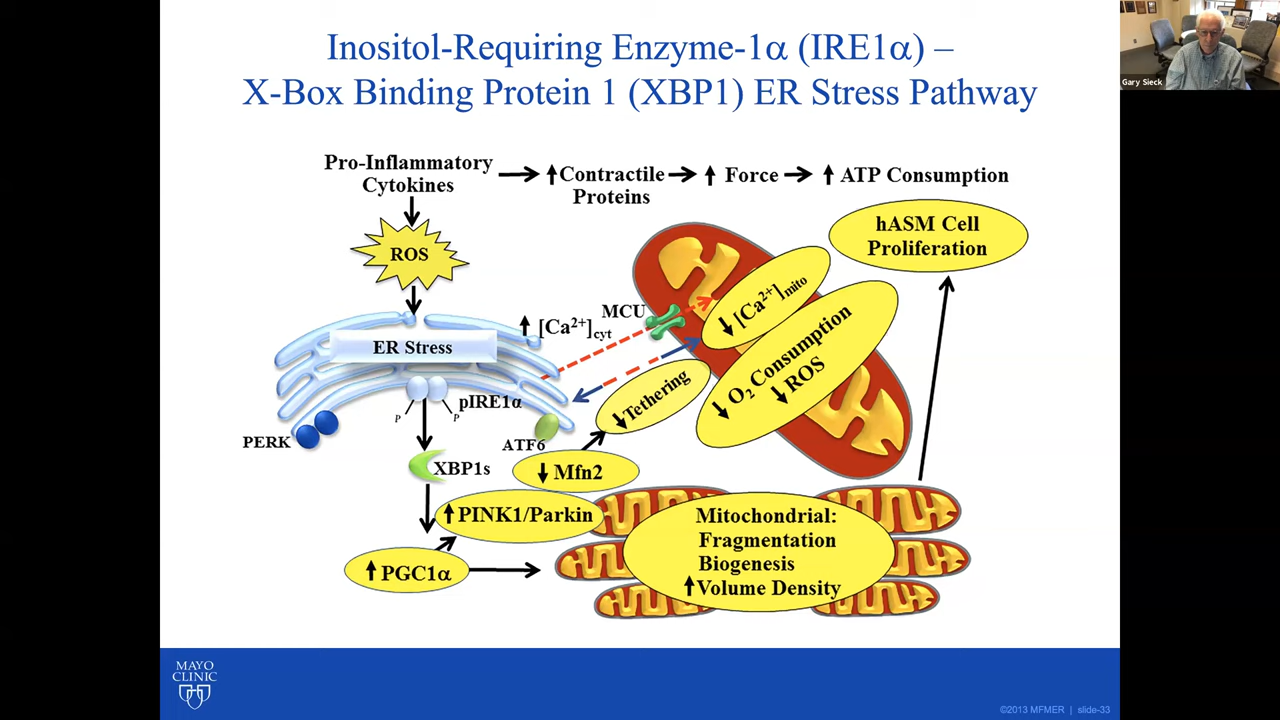 Inositol-Requiring Enzyme-1α (IRE1α) –
X-Box Binding Protein 1 (XBP1) ER Stress Pathway
Gary Sieck
Pro-Inflammatory
Cytokines
↑Contractile
Proteins
↑ Force
↑ ATP Consumption
hASM Cell
Proliferation
ROS
MCU
↑ [Ca²⁺]cyt
↓ [Ca²⁺]mito
ER Stress
↓ O₂ Consumption
↓ ROS
↓ Tethering
pIRE1α
P
P
PERK
ATF6
XBP1s
↓ Mfn2
↑ PINK1/Parkin
Mitochondrial:
Fragmentation
Biogenesis
↑ Volume Density
↑ PGC1α
MAYO
CLINIC
©2013 MFMER | slide-33